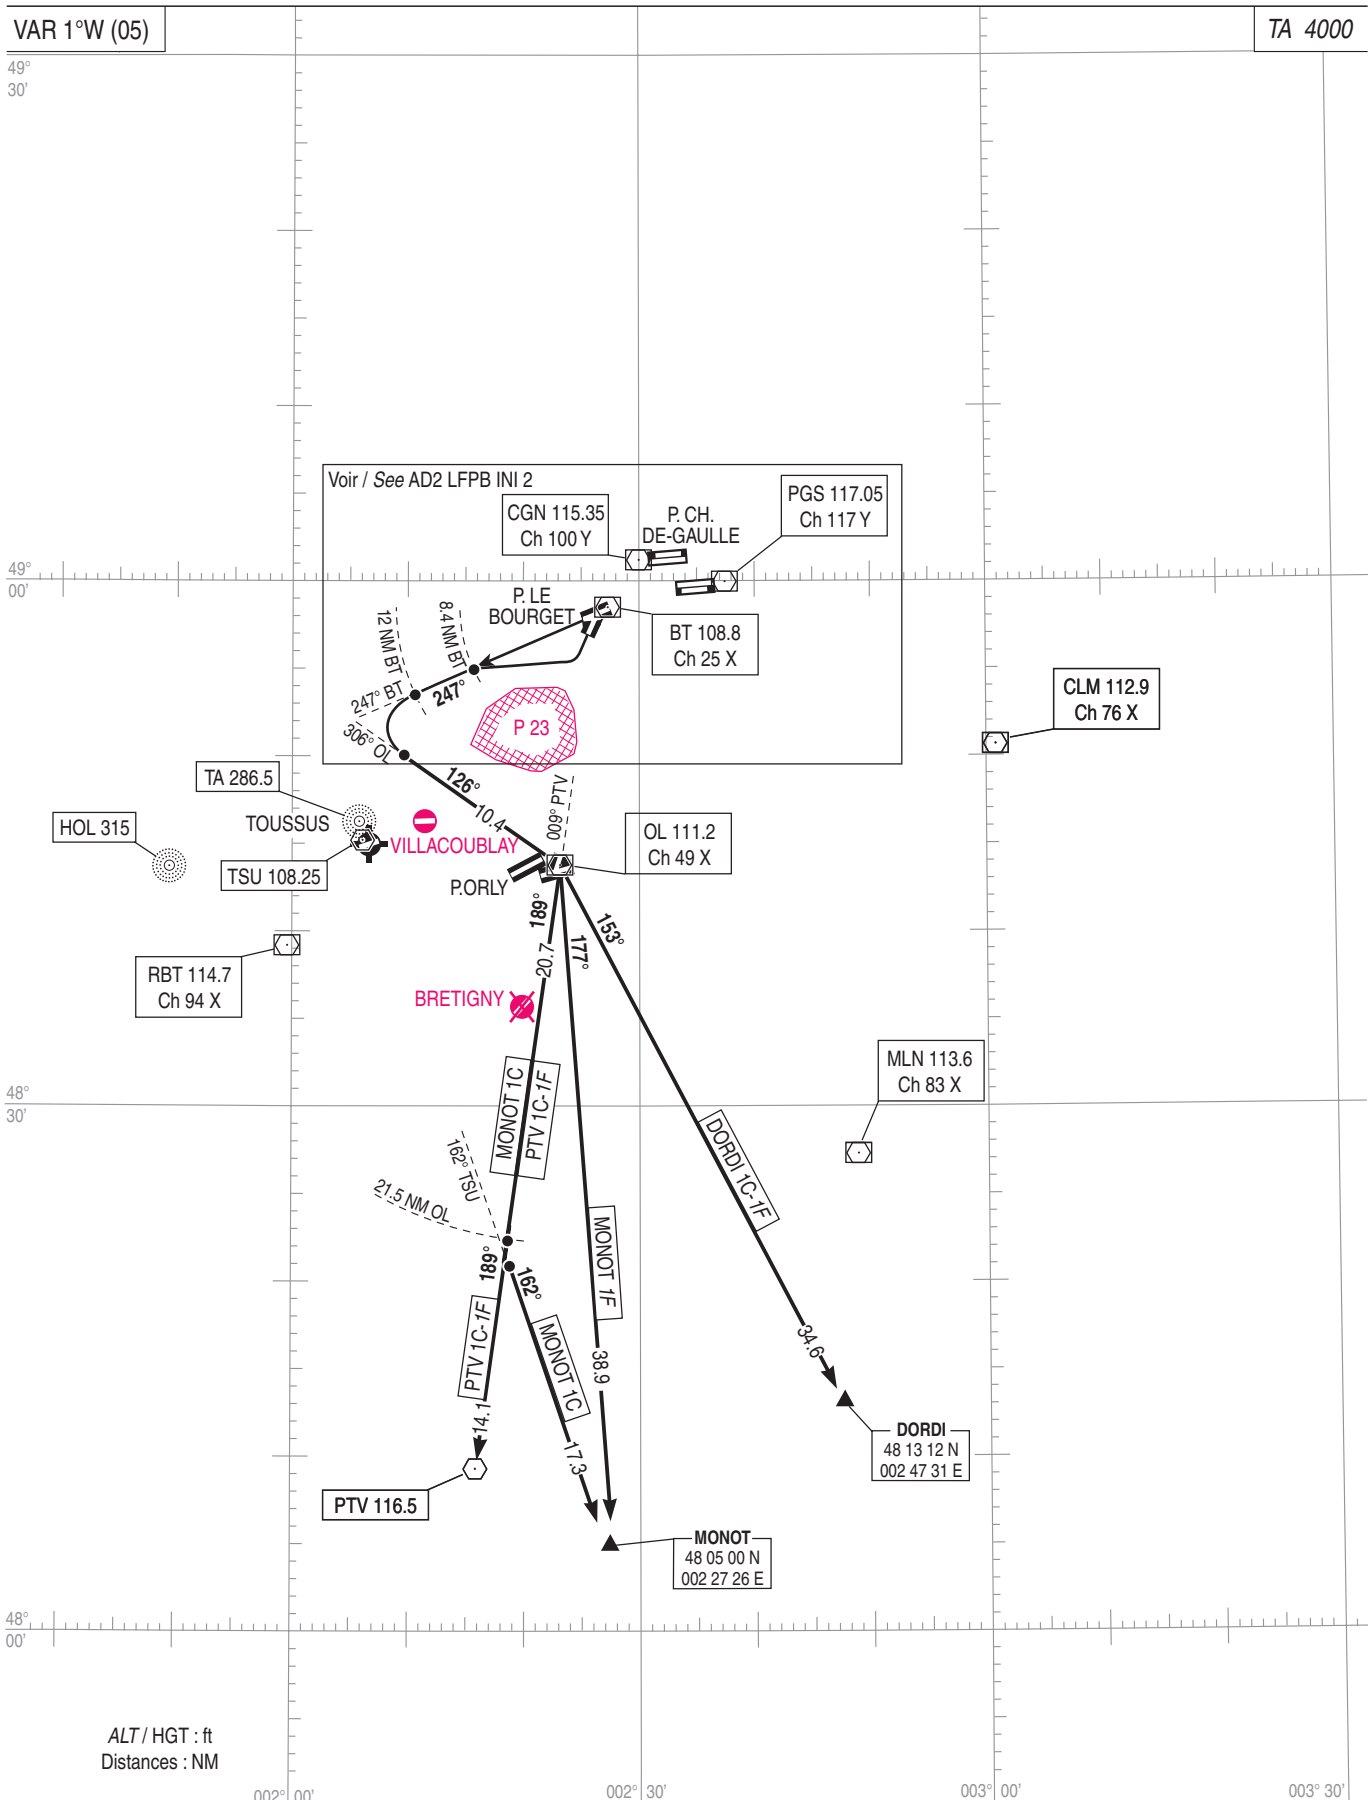 VAR 1°W (05)
TA 4000
49°
30'
Voir / See AD2 LFPB INI 2
CGN 115.35
Ch 100 Y
P. CH.
DE-GAULLE
PGS 117.05
Ch 117 Y
49°
00'
P. LE
BOURGET
BT 108.8
Ch 25 X
12 NM BT
8.4 NM BT
247° BT
247°
306° OL
P 23
CLM 112.9
Ch 76 X
TA 286.5
TOUSSUS
HOL 315
TSU 108.25
VILLACOUBLAY
126°
10.4
009° PTV
OL 111.2
Ch 49 X
P.ORLY
189°
20.7
177°
153°
RBT 114.7
Ch 94 X
BRETIGNY
MLN 113.6
Ch 83 X
48°
30'
MONOT 1C
PTV 1C-1F
DORDI 1C-1F
162° TSU
21.5 NM OL
MONOT 1F
189°
162°
PTV 1C-1F
MONOT 1C
38.9
34.6
14.1
17.3
PTV 116.5
DORDI
48 13 12 N
002 47 31 E
MONOT
48 05 00 N
002 27 26 E
48°
00'
ALT / HGT : ft
Distances : NM
002° 00'
002° 30'
003° 00'
003° 30'